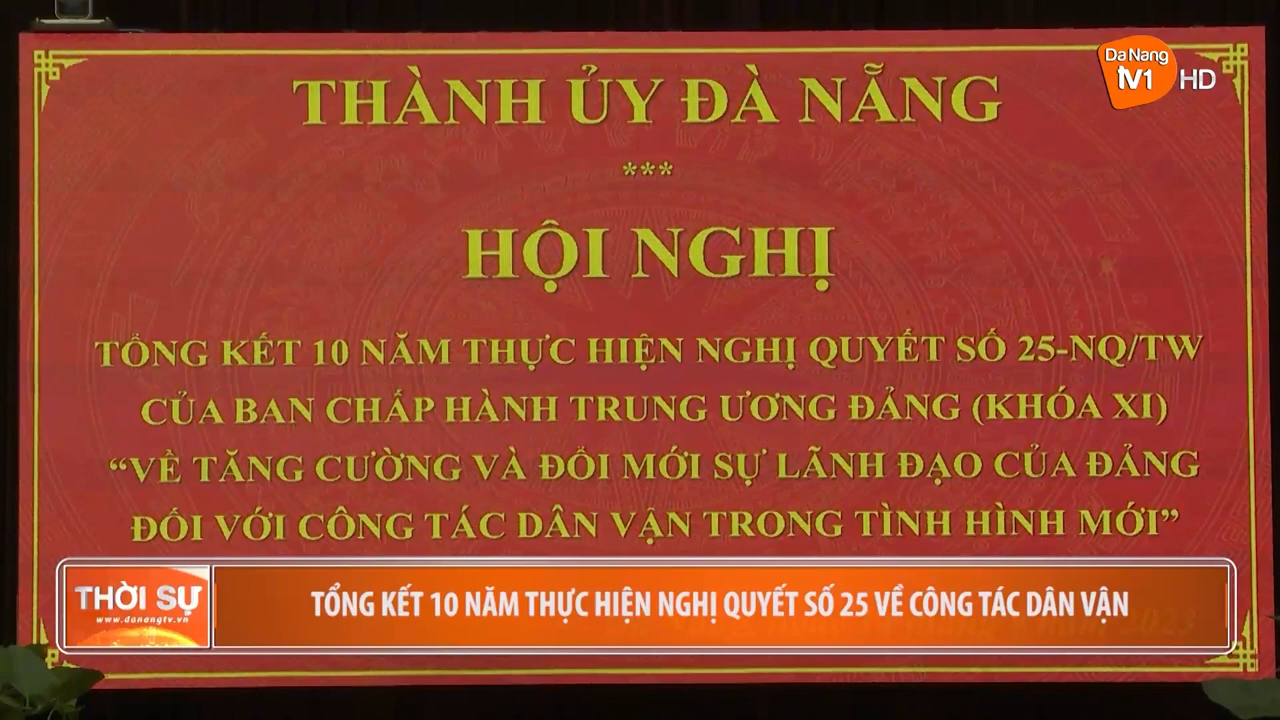 DaNang
TV1 HD
THÀNH ỦY ĐÀ NẴNG
***
HỘI NGHỊ
TỔNG KẾT 10 NĂM THỰC HIỆN NGHỊ QUYẾT SỐ 25-NQ/TW
CỦA BAN CHẤP HÀNH TRUNG ƯƠNG ĐẢNG (KHÓA XI)
“VỀ TĂNG CƯỜNG VÀ ĐỔI MỚI SỰ LÃNH ĐẠO CỦA ĐẢNG
ĐỐI VỚI CÔNG TÁC DÂN VẬN TRONG TÌNH HÌNH MỚI”
THỜI SỰ
www.danangtv.vn
TỔNG KẾT 10 NĂM THỰC HIỆN NGHỊ QUYẾT SỐ 25 VỀ CÔNG TÁC DÂN VẬN